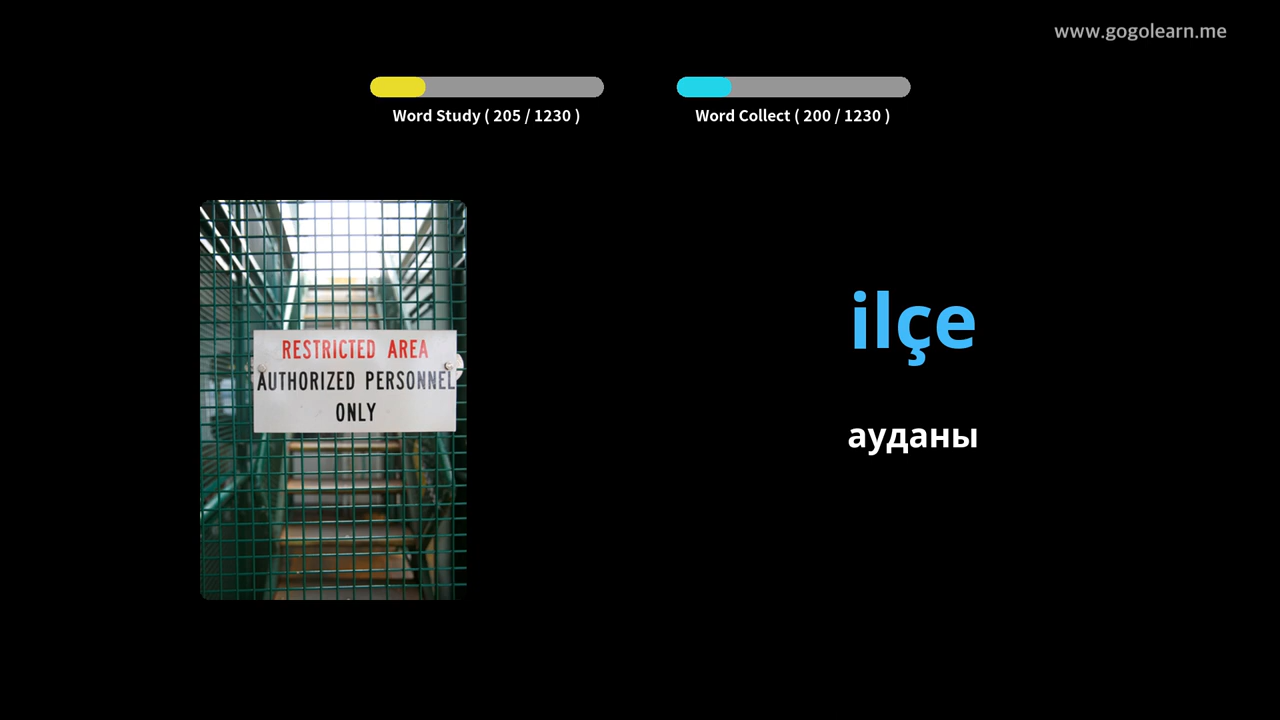 www.gogolearn.me
Word Study ( 205 / 1230 )
Word Collect ( 200 / 1230 )
RESTRICTED AREA
AUTHORIZED PERSONNEL
ONLY
ilçe
ауданы